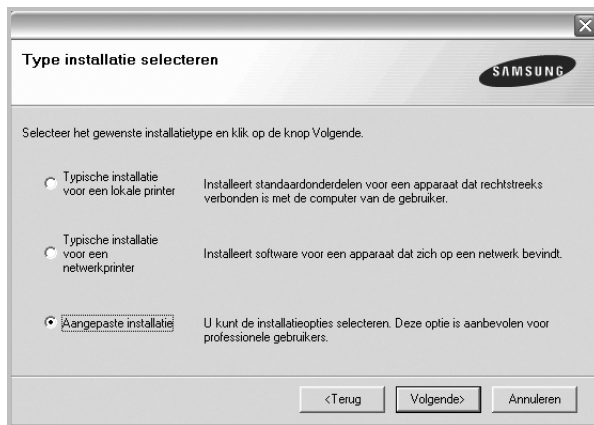 Type installatie selecteren
SAMSUNG
Selecteer het gewenste installatietype en klik op de knop Volgende.
Typische installatie
voor een lokale printer
Installeert standaardonderdelen voor een apparaat dat rechtstreeks
verbonden is met de computer van de gebruiker.
Typische installatie
voor een
netwerkprinter
Installeert software voor een apparaat dat zich op een netwerk bevindt.
Aangepaste installatie
U kunt de installatieopties selecteren. Deze optie is aanbevolen voor
professionele gebruikers.
<Terug
Volgende>
Annuleren